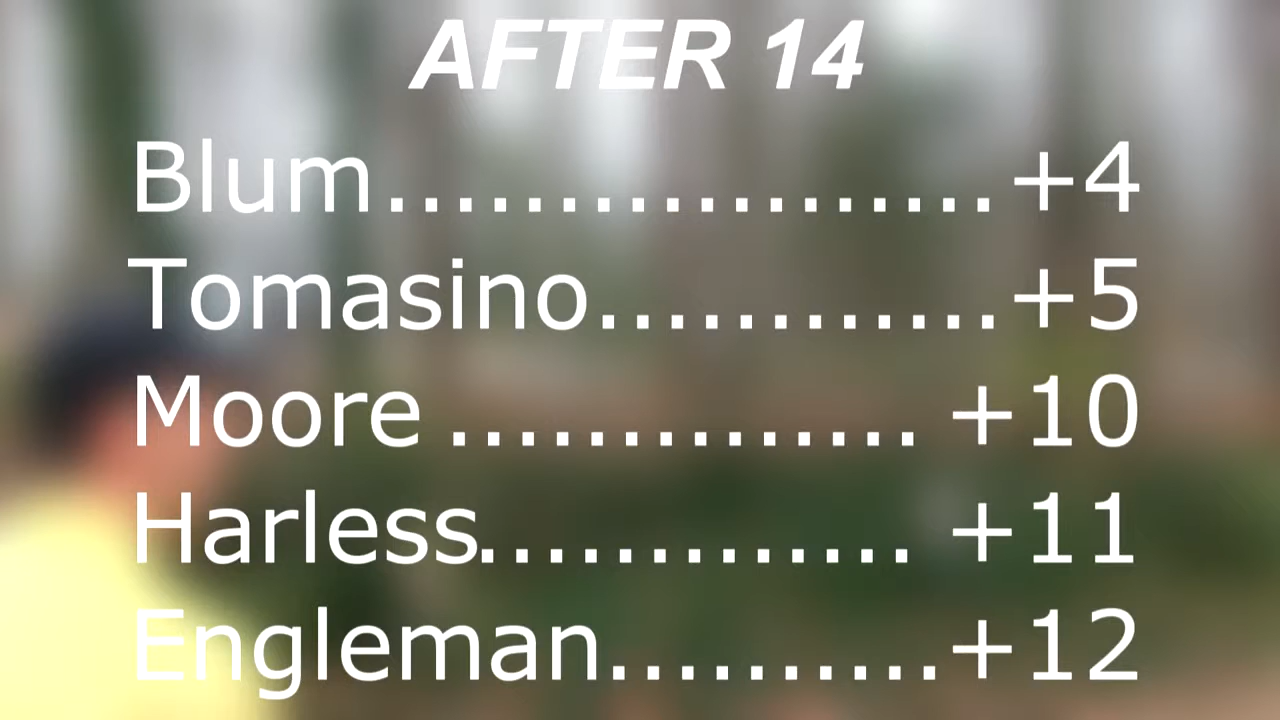 AFTER 14
Blum..................+4
Tomasino............+5
Moore .............. +10
Harless............. +11
Engleman..........+12